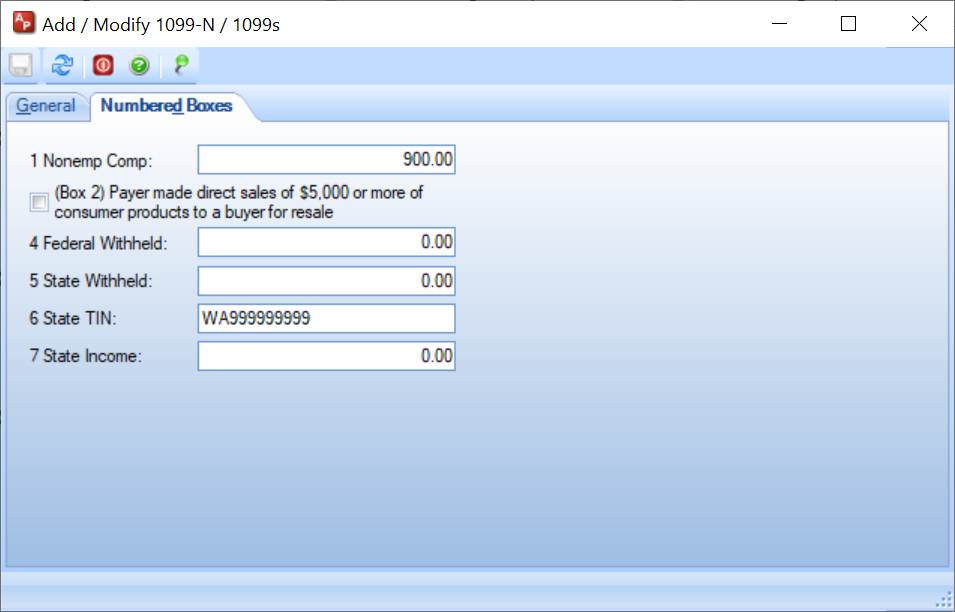 AP Add / Modify 1099-N / 1099s
General Numbered Boxes
1 Nonemp Comp: 900.00
(Box 2) Payer made direct sales of $5,000 or more of
consumer products to a buyer for resale
4 Federal Withheld: 0.00
5 State Withheld: 0.00
6 State TIN: WA999999999
7 State Income: 0.00